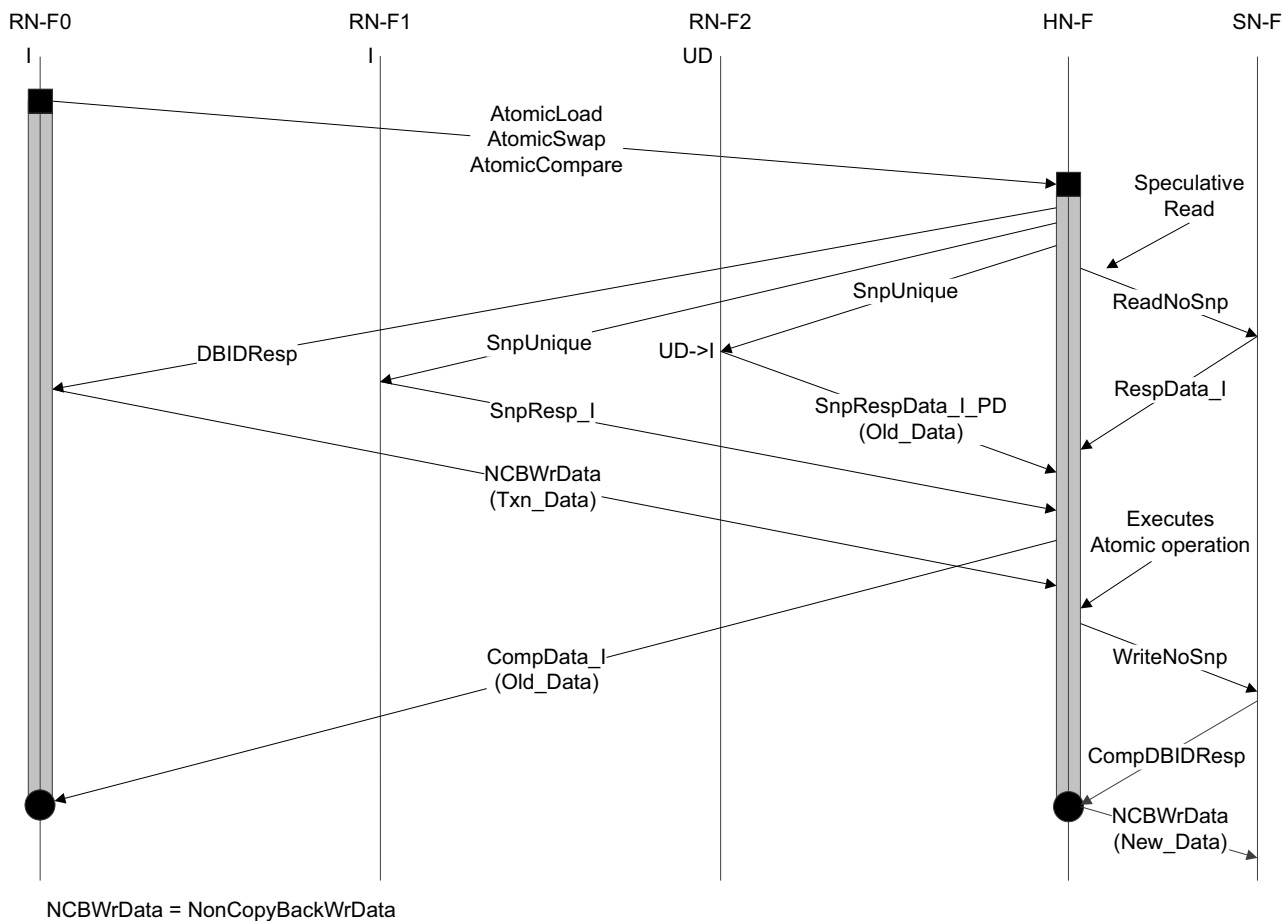 RN-F0
RN-F1
RN-F2
HN-F
SN-F
I
I
UD
AtomicLoad
AtomicSwap
AtomicCompare
Speculative
Read
SnpUnique
ReadNoSnp
SnpUnique
DBIDResp
UD->I
RespData_I
SnpResp_I
SnpRespData_I_PD
(Old_Data)
NCBWrData
(Txn_Data)
Executes
Atomic operation
CompData_I
(Old_Data)
WriteNoSnp
CompDBIDResp
NCBWrData
(New_Data)
NCBWrData = NonCopyBackWrData